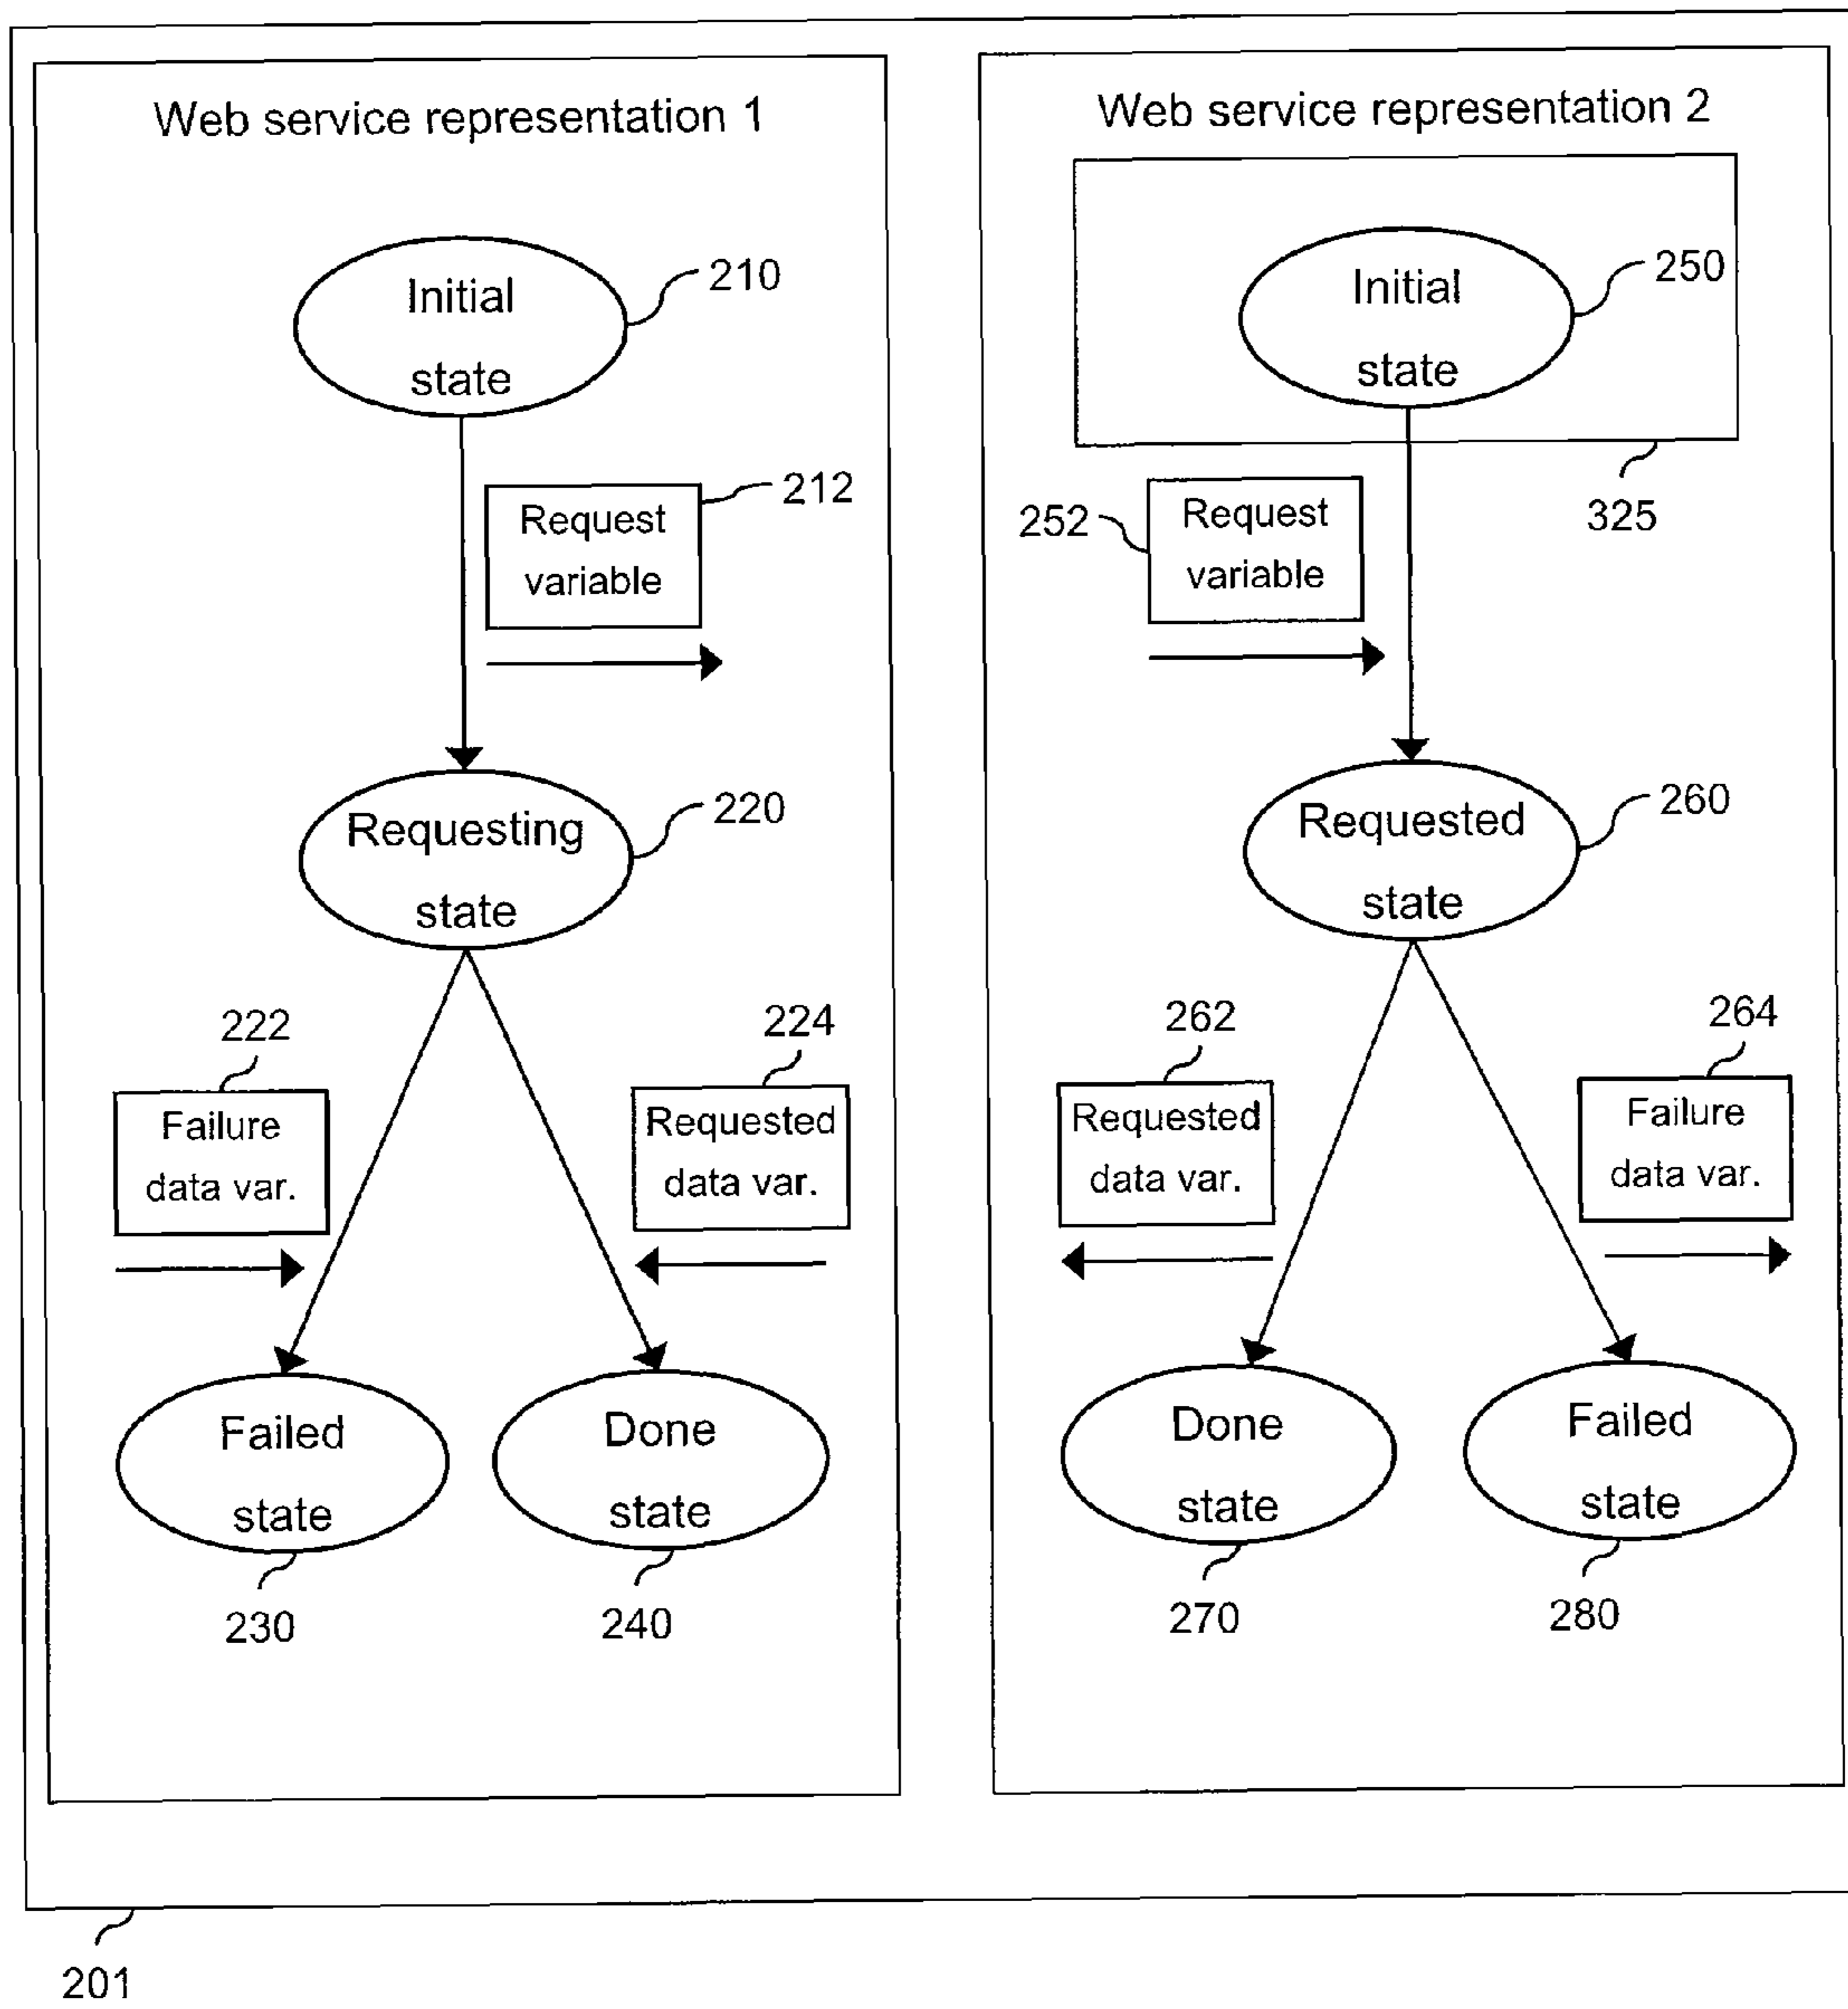 Web service representation 1
Initial
state
210
Request
variable
212
Requesting
state
220
222
Failure
data var.
224
Requested
data var.
Failed
state
230
Done
state
240
Web service representation 2
Initial
state
250
325
252
Request
variable
Requested
state
260
262
Requested
data var.
264
Failure
data var.
Done
state
270
Failed
state
280
201